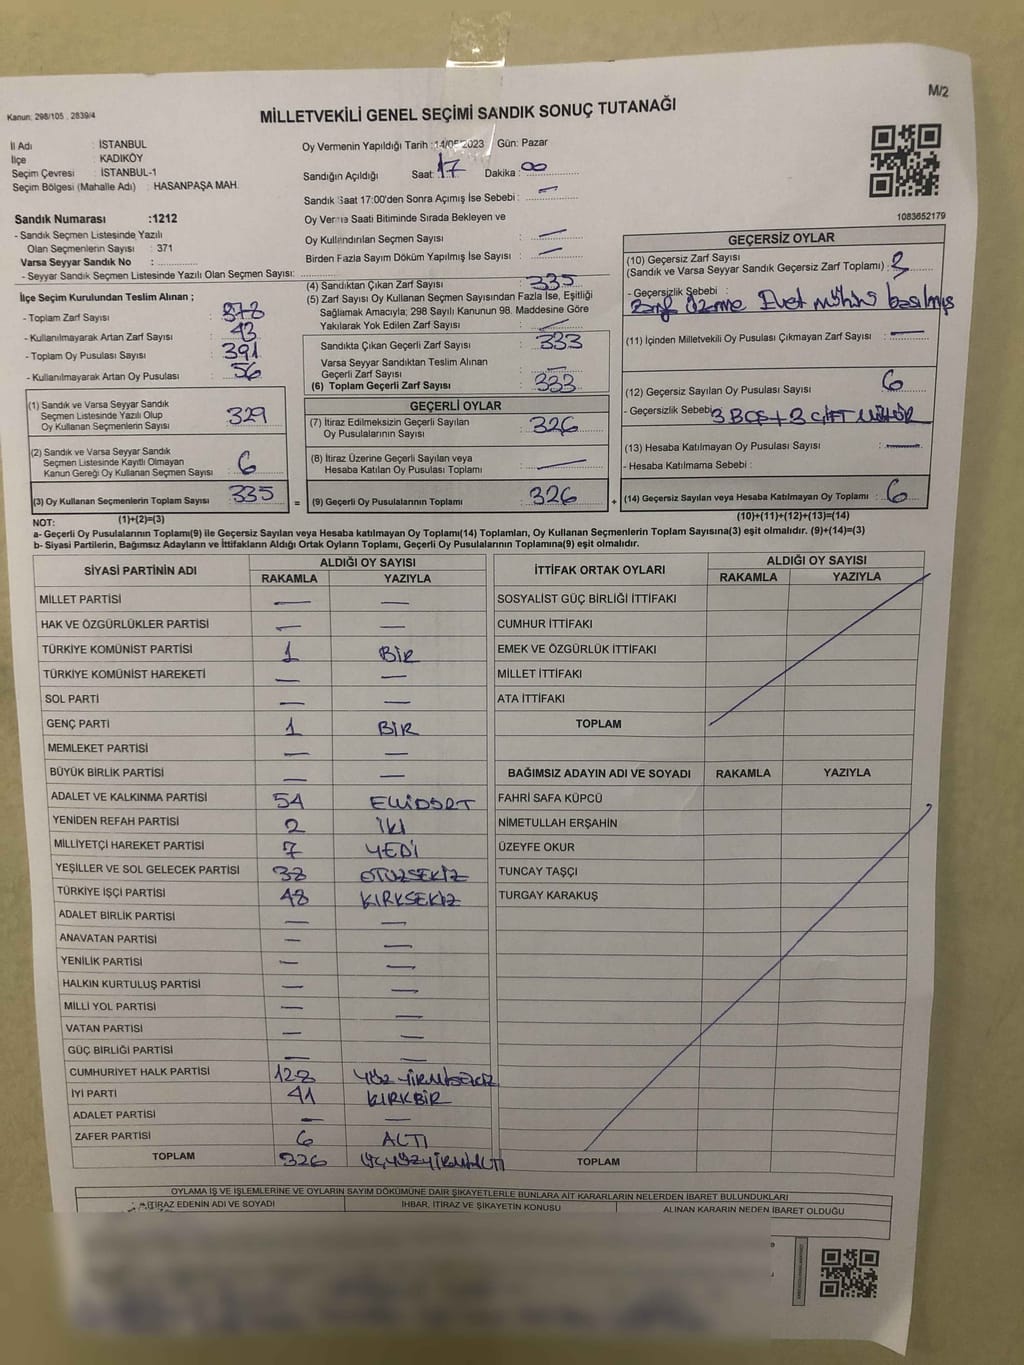 M/2
Kanun: 298/105 , 2839/4
MİLLETVEKİLİ GENEL SEÇİMİ SANDIK SONUÇ TUTANAĞI
İl Adı : İSTANBUL
İlçe : KADIKÖY
Seçim Çevresi : İSTANBUL-1
Seçim Bölgesi (Mahalle Adı) : HASANPAŞA MAH.
Sandık Numarası :1212
- Sandık Seçmen Listesinde Yazılı
Olan Seçmenlerin Sayısı : 371
Varsa Seyyar Sandık No :
- Seyyar Sandık Seçmen Listesinde Yazılı Olan Seçmen Sayısı:
Oy Vermenin Yapıldığı Tarih :14/05/2023 Gün: Pazar
Sandığın Açıldığı Saat: 17 Dakika : 00
Sandık Saat 17:00'den Sonra Açımış İse Sebebi : —
Oy Verme Saati Bitiminde Sırada Bekleyen ve
Oy Kullandırılan Seçmen Sayısı : —
Birden Fazla Sayım Döküm Yapılmış İse Sayısı : —
1083652179
İlçe Seçim Kurulundan Teslim Alınan ;
- Toplam Zarf Sayısı : 378
- Kullanılmayarak Artan Zarf Sayısı : 43
- Toplam Oy Pusulası Sayısı : 391
- Kullanılmayarak Artan Oy Pusulası : 56
(1) Sandık ve Varsa Seyyar Sandık
Seçmen Listesinde Yazılı Olup
Oy Kullanan Seçmenlerin Sayısı : 329
(2) Sandık ve Varsa Seyyar Sandık
Seçmen Listesinde Kayıtlı Olmayan
Kanun Gereği Oy Kullanan Seçmen Sayısı : 6
(3) Oy Kullanan Seçmenlerin Toplam Sayısı : 335
(1)+(2)=(3)
(4) Sandıktan Çıkan Zarf Sayısı : 335
(5) Zarf Sayısı Oy Kullanan Seçmen Sayısından Fazla İse, Eşitliği
Sağlamak Amacıyla; 298 Sayılı Kanunun 98. Maddesine Göre
Yakılarak Yok Edilen Zarf Sayısı : —
Sandıkta Çıkan Geçerli Zarf Sayısı : 333
Varsa Seyyar Sandıktan Teslim Alınan
Geçerli Zarf Sayısı : —
(6) Toplam Geçerli Zarf Sayısı : 333
GEÇERLİ OYLAR
(7) İtiraz Edilmeksizin Geçerli Sayılan
Oy Pusulalarının Sayısı : 326
(8) İtiraz Üzerine Geçerli Sayılan veya
Hesaba Katılan Oy Pusulası Toplamı : —
= (9) Geçerli Oy Pusulalarının Toplamı : 326 +
GEÇERSİZ OYLAR
(10) Geçersiz Zarf Sayısı
(Sandık ve Varsa Seyyar Sandık Geçersiz Zarf Toplamı) : 3
- Geçersizlik Sebebi :
Evet mührü basılmış
(11) İçinden Milletvekili Oy Pusulası Çıkmayan Zarf Sayısı : —
(12) Geçersiz Sayılan Oy Pusulası Sayısı : 6
- Geçersizlik Sebebi : 3 BOŞ + 3 ÇİFT MÜHÜR
(13) Hesaba Katılmayan Oy Pusulası Sayısı : —
- Hesaba Katılmama Sebebi :
(14) Geçersiz Sayılan veya Hesaba Katılmayan Oy Toplamı : 6
(10)+(11)+(12)+(13)=(14)
NOT:
a- Geçerli Oy Pusulalarının Toplamı(9) ile Geçersiz Sayılan veya Hesaba katılmayan Oy Toplamı(14) Toplamları, Oy Kullanan Seçmenlerin Toplam Sayısına(3) eşit olmalıdır. (9)+(14)=(3)
b- Siyasi Partilerin, Bağımsız Adayların ve İttifakların Aldığı Ortak Oyların Toplamı, Geçerli Oy Pusulalarının Toplamına(9) eşit olmalıdır.
SİYASİ PARTİNİN ADI ALDIĞI OY SAYISI
RAKAMLA YAZIYLA
MİLLET PARTİSİ — —
HAK VE ÖZGÜRLÜKLER PARTİSİ — —
TÜRKİYE KOMÜNİST PARTİSİ 1 BİR
TÜRKİYE KOMÜNİST HAREKETİ — —
SOL PARTİ — —
GENÇ PARTİ 1 BİR
MEMLEKET PARTİSİ — —
BÜYÜK BİRLİK PARTİSİ — —
ADALET VE KALKINMA PARTİSİ 54 ELLİDÖRT
YENİDEN REFAH PARTİSİ 2 İKİ
MİLLİYETÇİ HAREKET PARTİSİ 7 YEDİ
YEŞİLLER VE SOL GELECEK PARTİSİ 38 OTUZSEKİZ
TÜRKİYE İŞÇİ PARTİSİ 48 KIRKSEKİZ
ADALET BİRLİK PARTİSİ — —
ANAVATAN PARTİSİ — —
YENİLİK PARTİSİ — —
HALKIN KURTULUŞ PARTİSİ — —
MİLLİ YOL PARTİSİ — —
VATAN PARTİSİ — —
GÜÇ BİRLİĞİ PARTİSİ — —
CUMHURİYET HALK PARTİSİ 128 YÜZ YİRMİSEKİZ
İYİ PARTİ 41 KIRKBİR
ADALET PARTİSİ — —
ZAFER PARTİSİ 6 ALTI
TOPLAM 326 ÜÇYÜZYİRMİALTI
İTTİFAK ORTAK OYLARI ALDIĞI OY SAYISI
RAKAMLA YAZIYLA
SOSYALİST GÜÇ BİRLİĞİ İTTİFAKI
CUMHUR İTTİFAKI
EMEK VE ÖZGÜRLÜK İTTİFAKI
MİLLET İTTİFAKI
ATA İTTİFAKI
TOPLAM
BAĞIMSIZ ADAYIN ADI VE SOYADI RAKAMLA YAZIYLA
FAHRİ SAFA KÜPCÜ
NİMETULLAH ERŞAHİN
ÜZEYFE OKUR
TUNCAY TAŞÇI
TURGAY KARAKUŞ
TOPLAM
OYLAMA İŞ VE İŞLEMLERİNE VE OYLARIN SAYIM DÖKÜMÜNE DAİR ŞİKAYETLERLE BUNLARA AİT KARARLARIN NELERDEN İBARET BULUNDUKLARI
İTİRAZ EDENİN ADI VE SOYADI İHBAR, İTİRAZ VE ŞİKAYETİN KONUSU ALINAN KARARIN NEDEN İBARET OLDUĞU